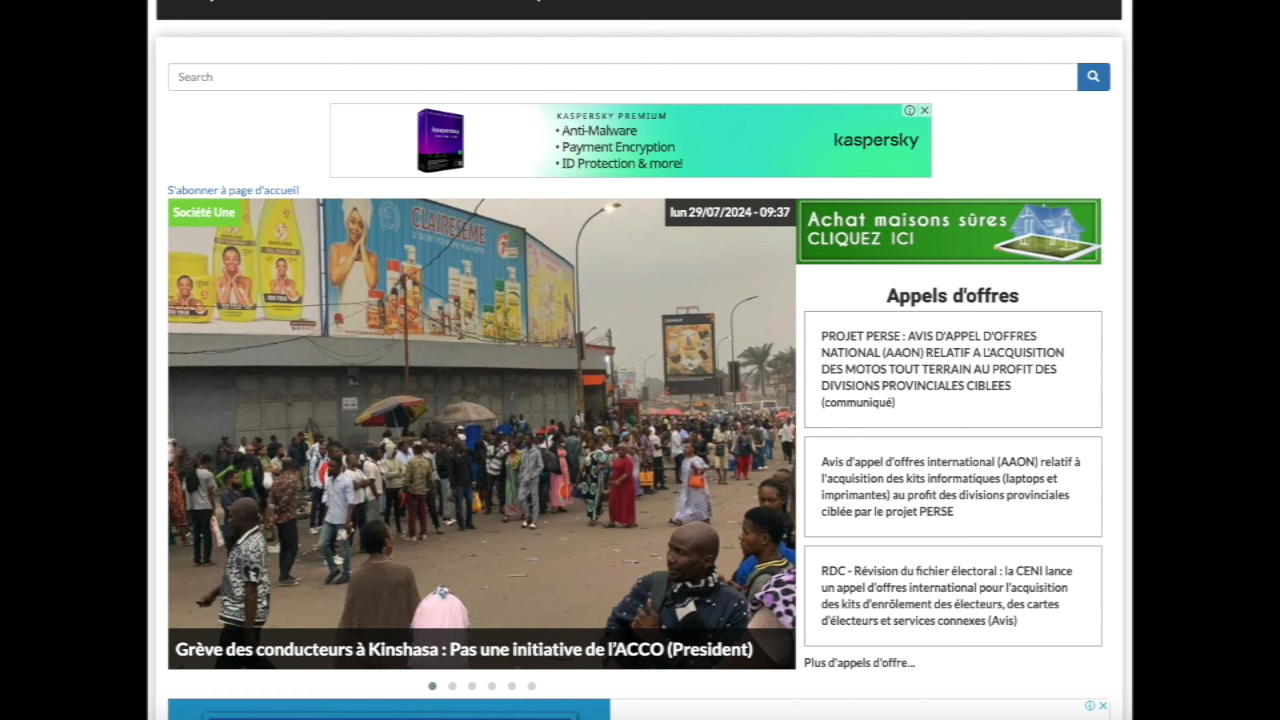 Search
KASPERSKY PREMIUM
• Anti-Malware
• Payment Encryption
• ID Protection & more!
kaspersky
kaspersky
S'abonner à page d'accueil
Société Une
lun 29/07/2024 - 09:37
CLAIRESEME
Grève des conducteurs à Kinshasa : Pas une initiative de l'ACCO (President)
Achat maisons sûres
CLIQUEZ ICI
Appels d'offres
PROJET PERSE : AVIS D'APPEL D'OFFRES
NATIONAL (AAON) RELATIF A L'ACQUISITION
DES MOTOS TOUT TERRAIN AU PROFIT DES
DIVISIONS PROVINCIALES CIBLEES
(communiqué)
Avis d'appel d'offres international (AAON) relatif à
l'acquisition des kits informatiques (laptops et
imprimantes) au profit des divisions provinciales
ciblée par le projet PERSE
RDC - Révision du fichier électoral : la CENI lance
un appel d'offres international pour l'acquisition
des kits d'enrôlement des électeurs, des cartes
d'électeurs et services connexes (Avis)
Plus d'appels d'offre...